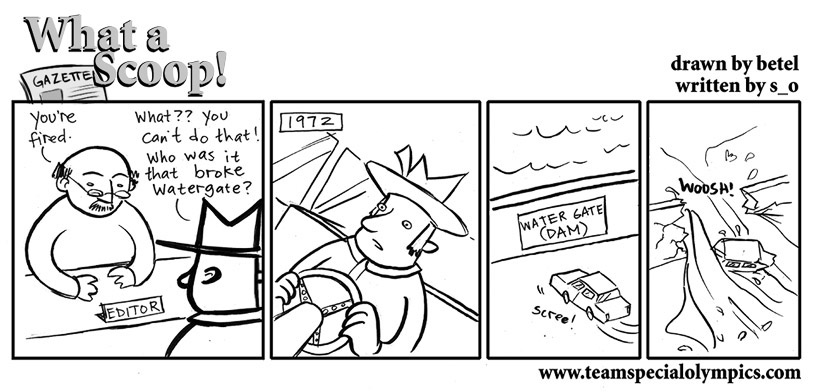 What a
Scoop!
GAZETTE
drawn by betel
written by s_o
You're
fired.
What?? You
can't do that!
Who was it
that broke
Watergate?
EDITOR
1972
WATER GATE
(DAM)
Scree!
WOOSH!
www.teamspecialolympics.com